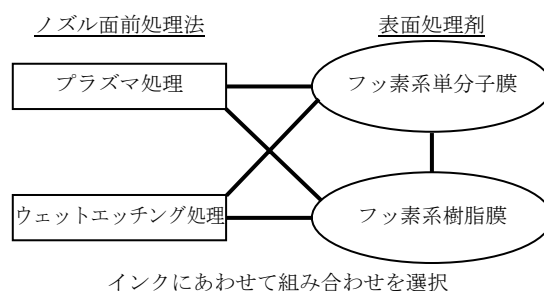 ノズル面前処理法 表面処理剤
プラズマ処理 フッ素系単分子膜
ウェットエッチング処理 フッ素系樹脂膜
インクにあわせて組み合わせを選択